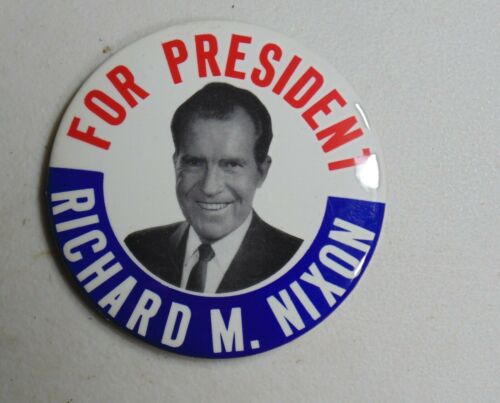 FOR PRESIDENT
RICHARD M. NIXON